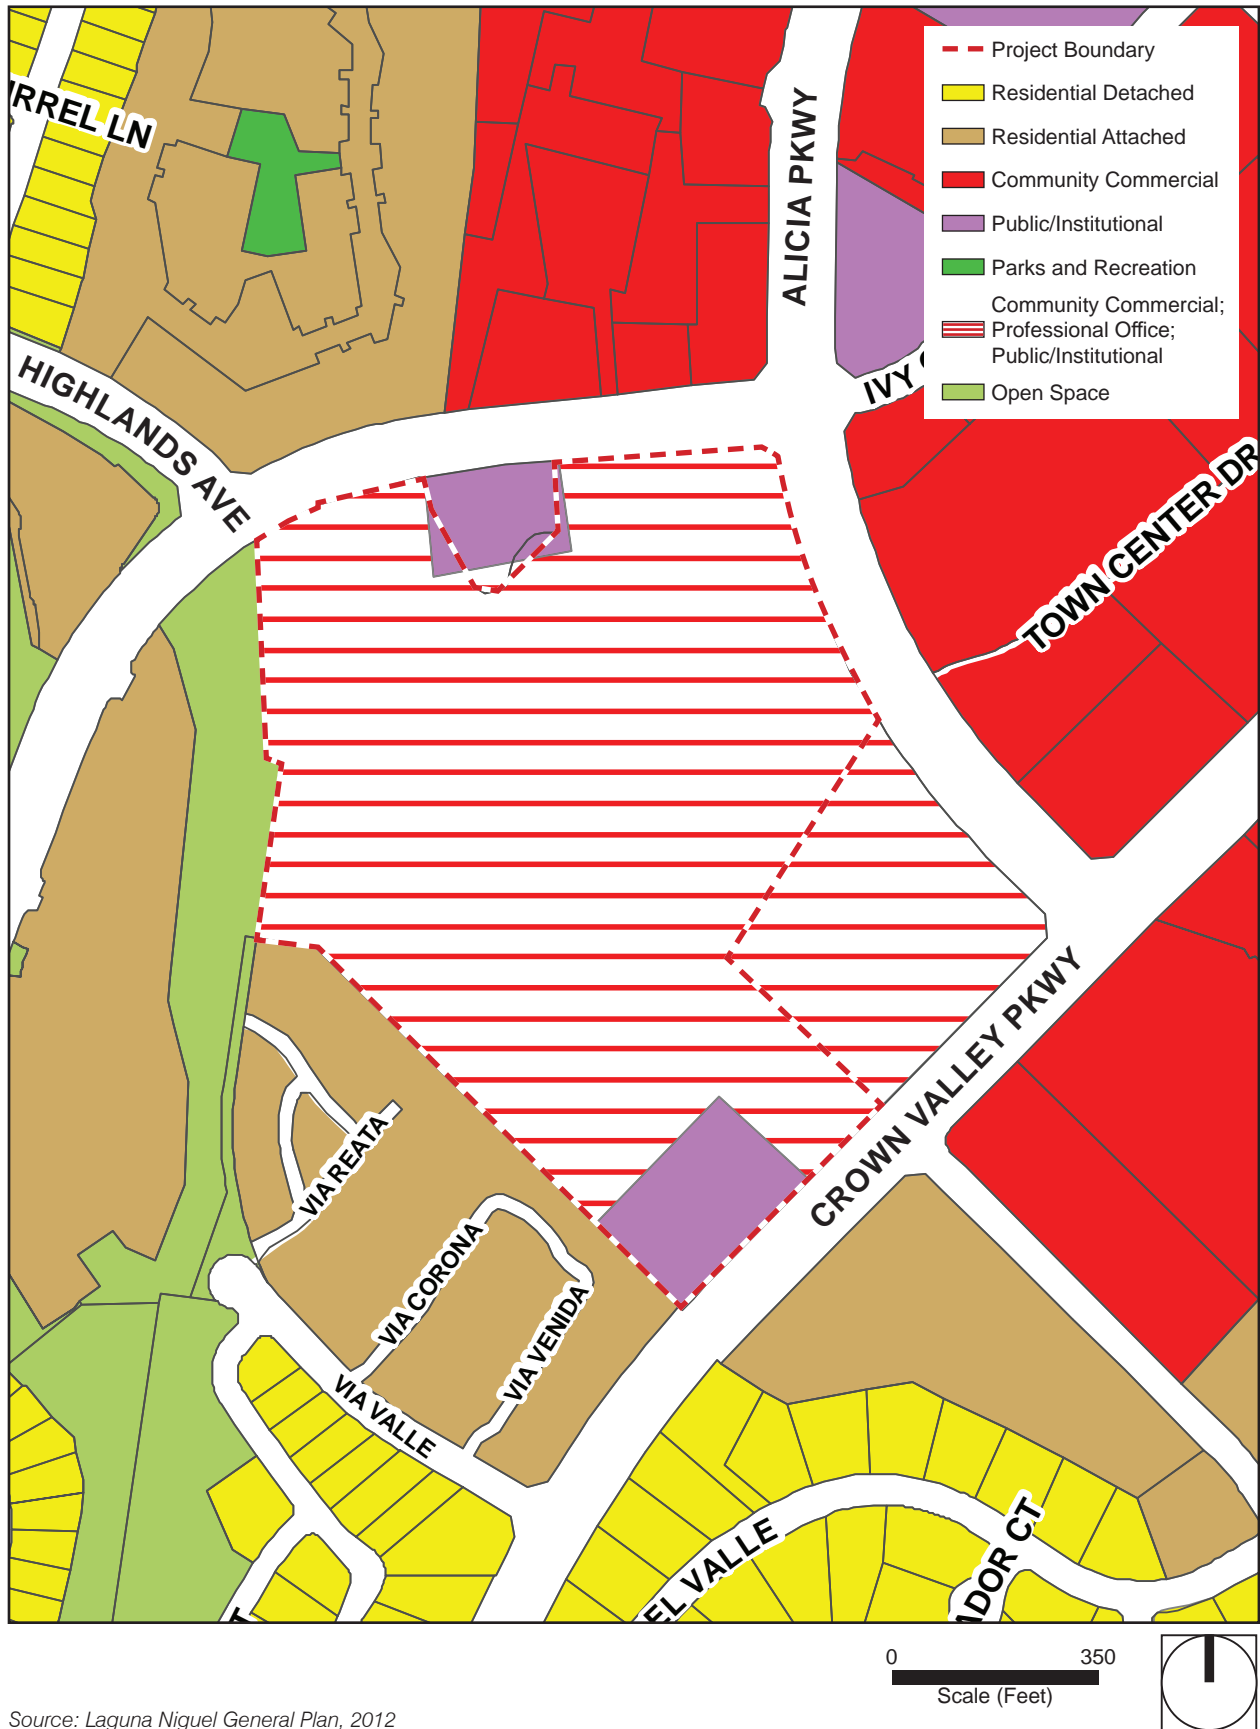 Project Boundary
Residential Detached
Residential Attached
Community Commercial
Public/Institutional
Parks and Recreation
Community Commercial;
Professional Office;
Public/Institutional
Open Space
IRREL LN
ALICIA PKWY
IVY
HIGHLANDS AVE
TOWN CENTER DR
CROWN VALLEY PKWY
VIA REATA
VIA CORONA
VIA VENIDA
VIA VALLE
EL VALLE
ADOR CT
T
0 350
Scale (Feet)
Source: Laguna Niguel General Plan, 2012